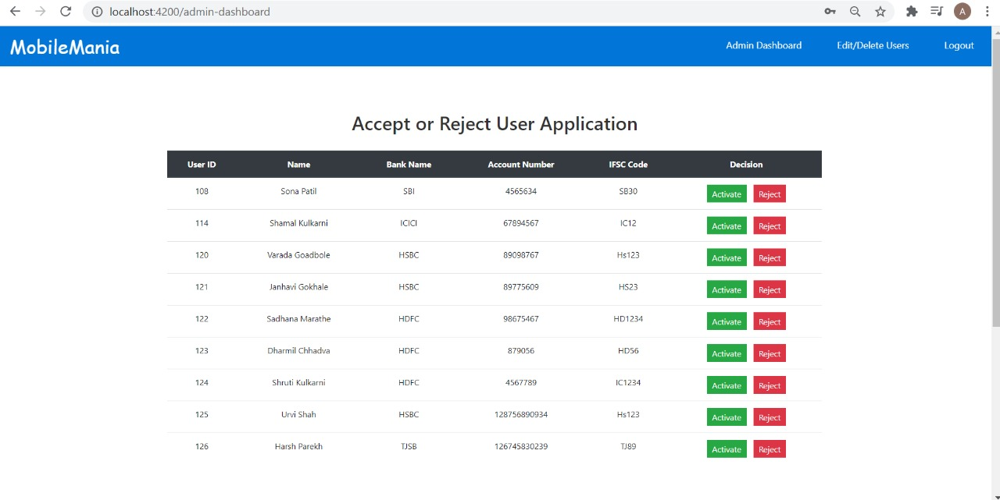 localhost:4200/admin-dashboard
A
MobileMania Admin Dashboard Edit/Delete Users Logout
Accept or Reject User Application
User ID Name Bank Name Account Number IFSC Code Decision
108 Sona Patil SBI 4565634 SB30 Activate Reject
114 Shamal Kulkarni ICICI 67894567 IC12 Activate Reject
120 Varada Goadbole HSBC 89098767 Hs123 Activate Reject
121 Janhavi Gokhale HSBC 89775609 HS23 Activate Reject
122 Sadhana Marathe HDFC 98675467 HD1234 Activate Reject
123 Dharmil Chhadva HDFC 879056 HD56 Activate Reject
124 Shruti Kulkarni HDFC 4567789 IC1234 Activate Reject
125 Urvi Shah HSBC 128756890934 Hs123 Activate Reject
126 Harsh Parekh TJSB 126745830239 TJ89 Activate Reject